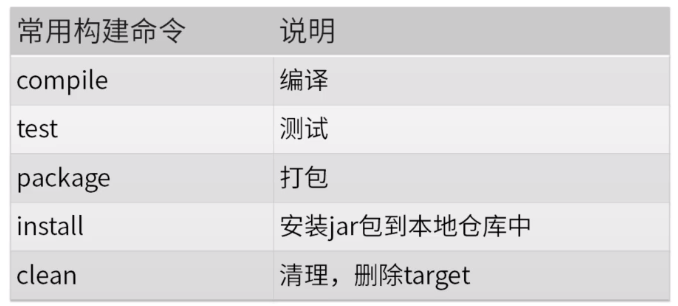 常用构建命令 说明
compile 编译
test 测试
package 打包
install 安装jar包到本地仓库中
clean 清理，删除target